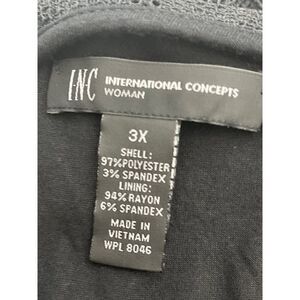 I·N·C INTERNATIONAL CONCEPTS
WOMAN
3X
SHELL:
97%POLYESTER
3% SPANDEX
LINING:
94% RAYON
6% SPANDEX
MADE IN
VIETNAM
WPL 8046